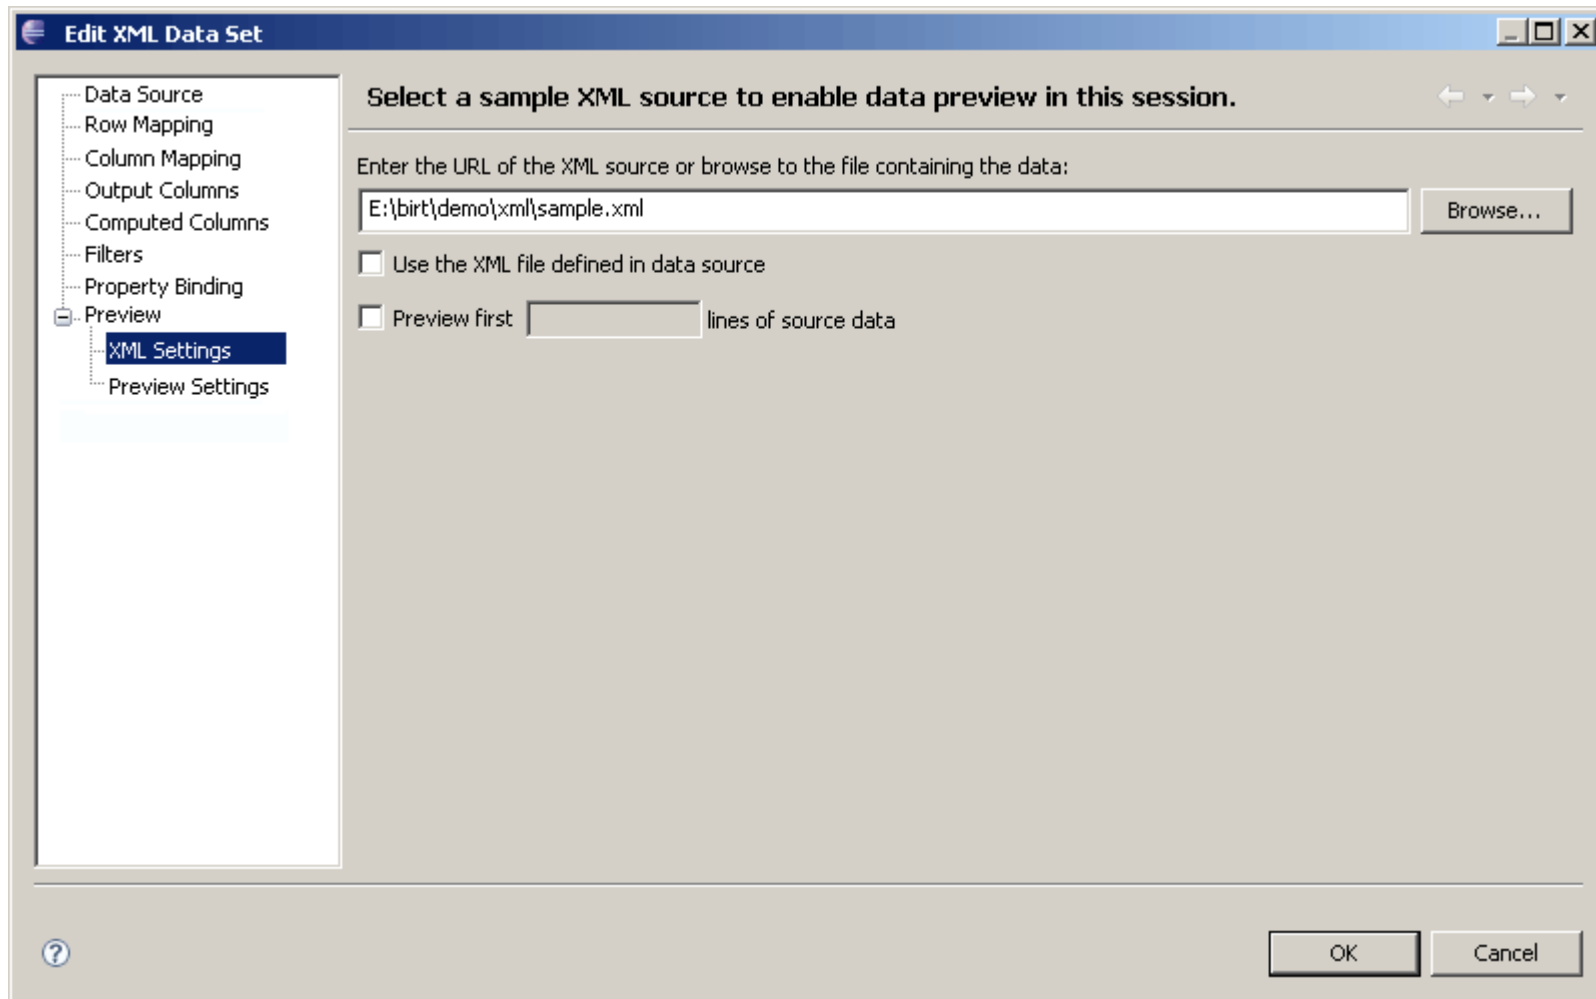 Edit XML Data Set
Data Source
Row Mapping
Column Mapping
Output Columns
Computed Columns
Filters
Property Binding
Preview
XML Settings
Preview Settings
Select a sample XML source to enable data preview in this session.
Enter the URL of the XML source or browse to the file containing the data:
E:\birt\demo\xml\sample.xml
Browse...
Use the XML file defined in data source
Preview first lines of source data
?
OK
Cancel